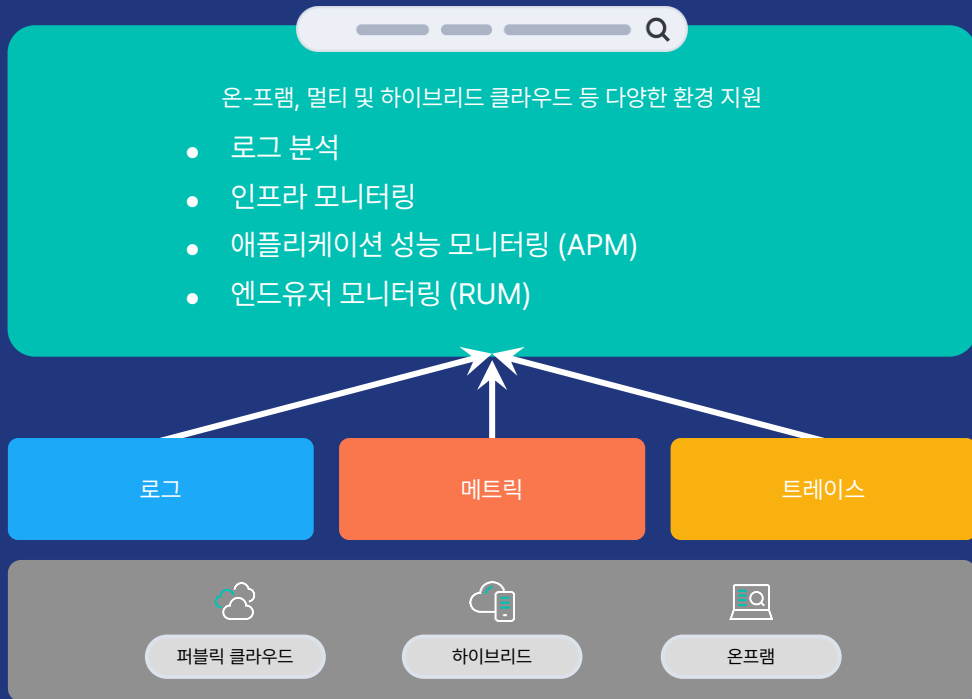 온-프램, 멀티 및 하이브리드 클라우드 등 다양한 환경 지원
● 로그 분석
● 인프라 모니터링
● 애플리케이션 성능 모니터링 (APM)
● 엔드유저 모니터링 (RUM)
로그
메트릭
트레이스
퍼블릭 클라우드
하이브리드
온프램